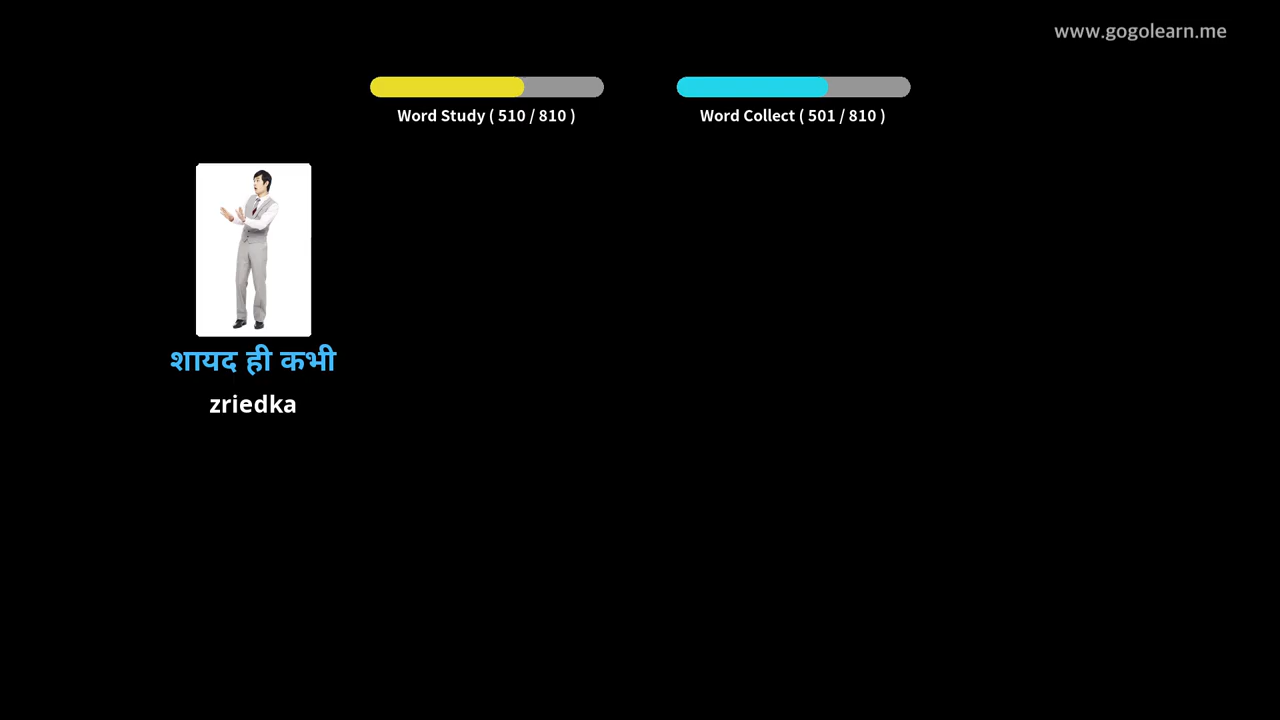 www.gogolearn.me
Word Study ( 510 / 810 )
Word Collect ( 501 / 810 )
शायद ही कभी
zriedka